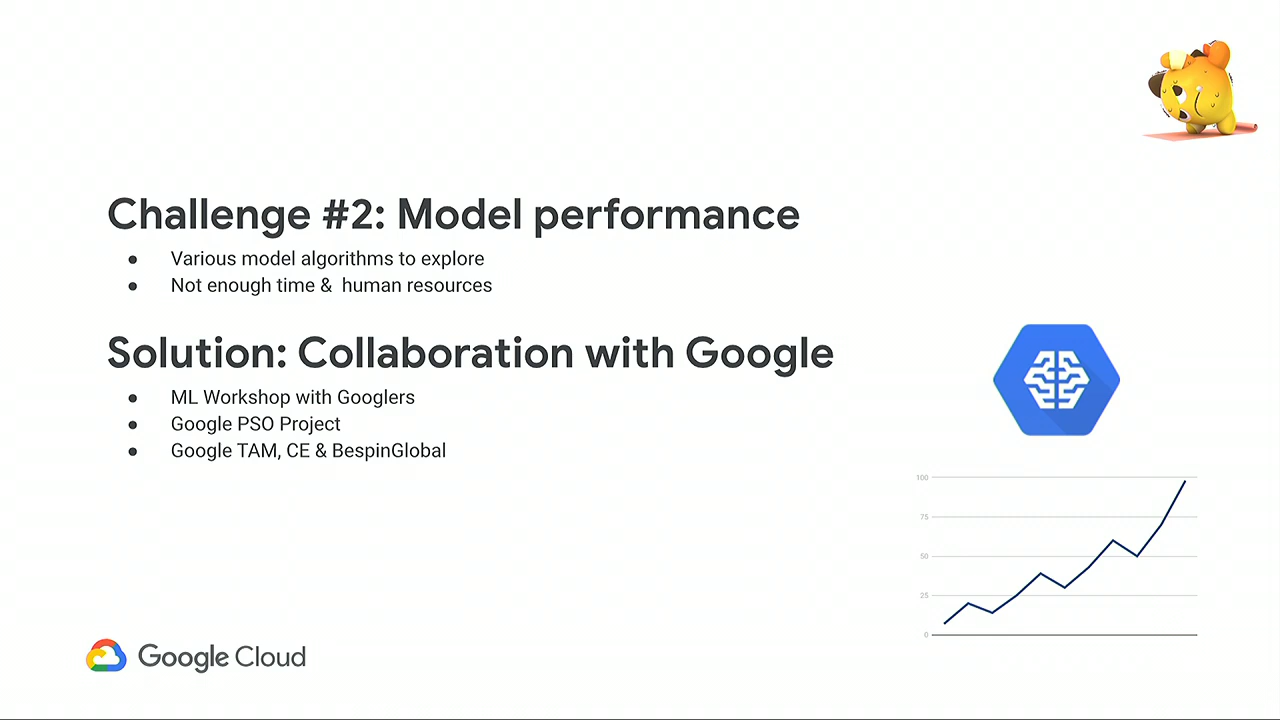 Challenge #2: Model performance
● Various model algorithms to explore
● Not enough time & human resources
Solution: Collaboration with Google
● ML Workshop with Googlers
● Google PSO Project
● Google TAM, CE & BespinGlobal
100
75
50
25
0
Google Cloud